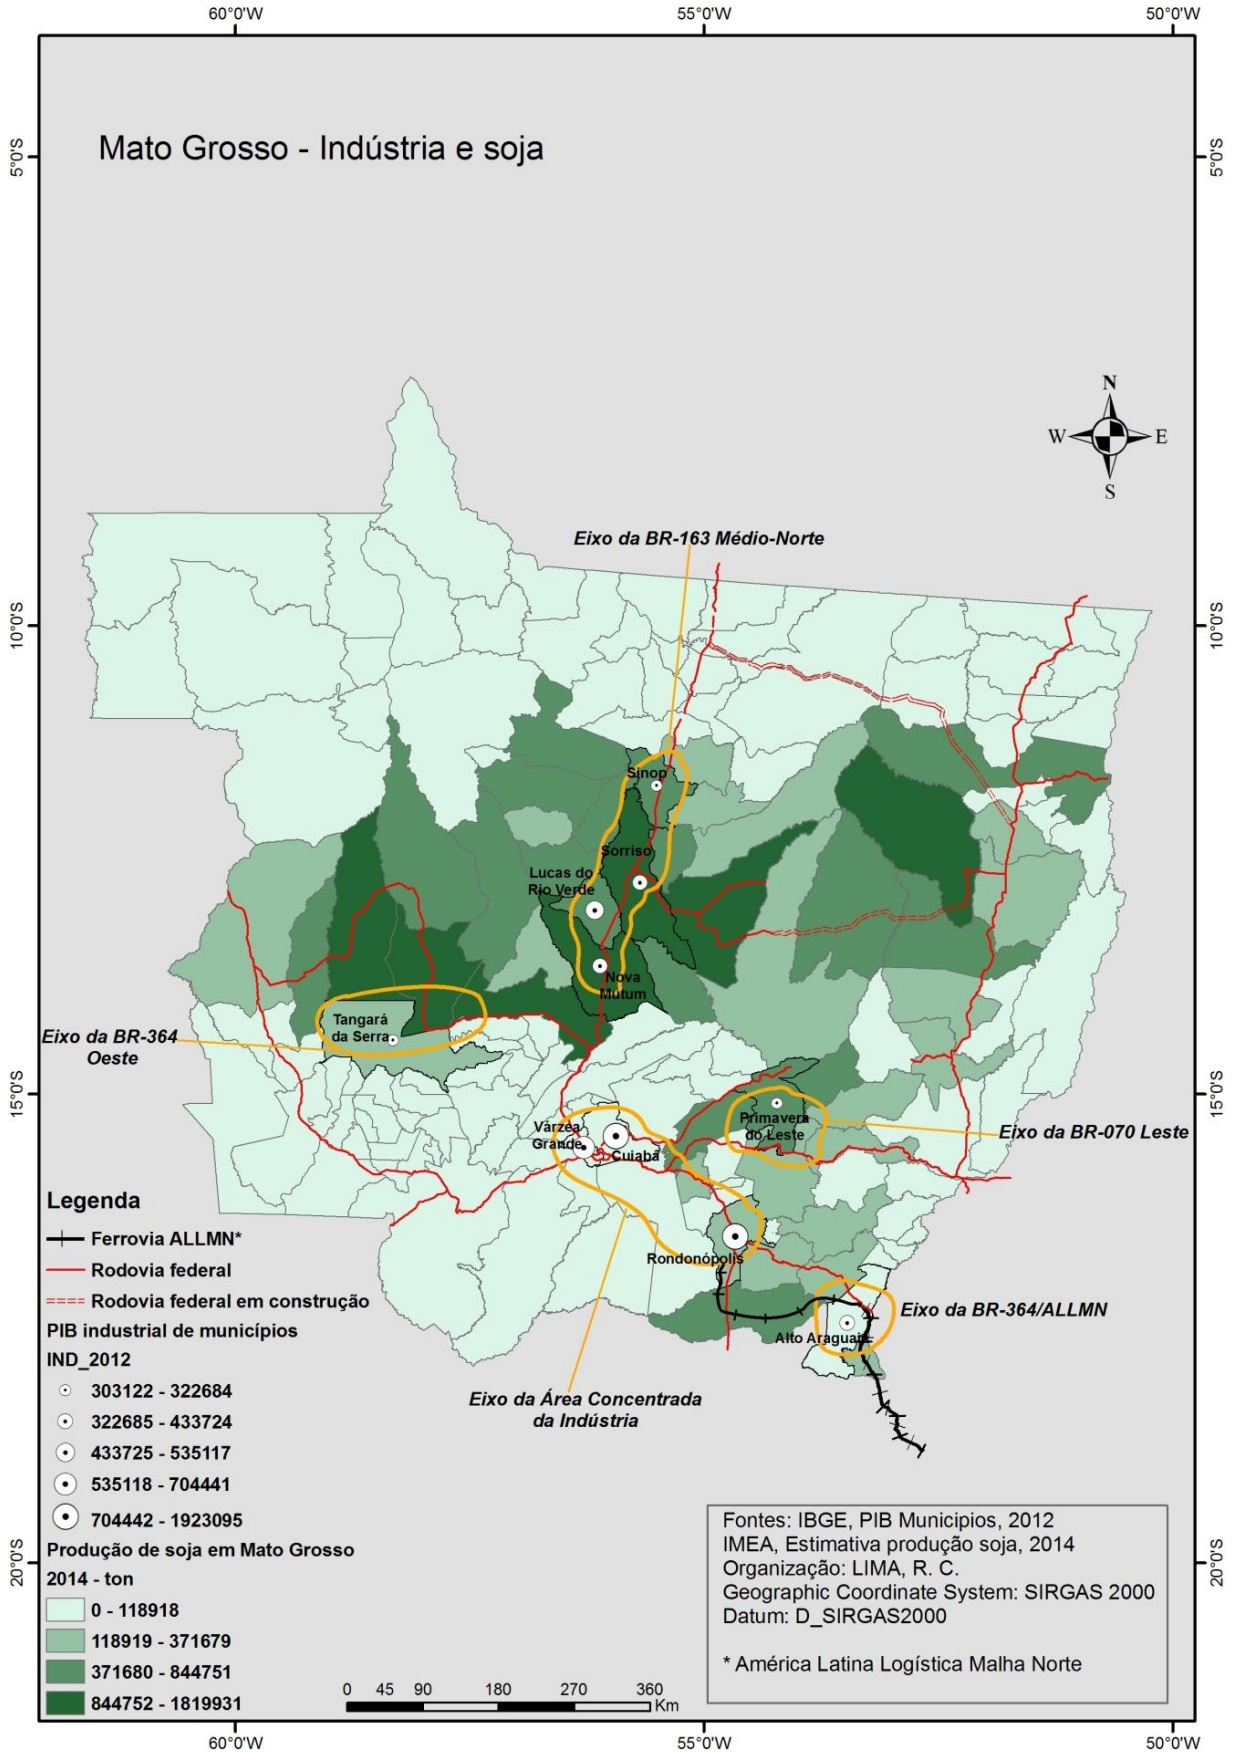 60°0'W
55°0'W
50°0'W
5°0'S
5°0'S
Mato Grosso - Indústria e soja
N
W
E
S
Eixo da BR-163 Médio-Norte
10°0'S
10°0'S
Sinop
Sorriso
Lucas do
Rio Verde
Nova
Mutum
Tangará
da Serra
Eixo da BR-364
Oeste
15°0'S
15°0'S
Primavera
do Leste
Eixo da BR-070 Leste
Várzea
Grande
Cuiabá
Rondonópolis
Eixo da BR-364/ALLMN
Alto Araguaia
Eixo da Área Concentrada
da Indústria
Legenda
Ferrovia ALLMN*
Rodovia federal
Rodovia federal em construção
PIB industrial de municípios
IND_2012
303122 - 322684
322685 - 433724
433725 - 535117
535118 - 704441
704442 - 1923095
Produção de soja em Mato Grosso
2014 - ton
0 - 118918
118919 - 371679
371680 - 844751
844752 - 1819931
0 45 90 180 270 360
Km
Fontes: IBGE, PIB Municipios, 2012
IMEA, Estimativa produção soja, 2014
Organização: LIMA, R. C.
Geographic Coordinate System: SIRGAS 2000
Datum: D_SIRGAS2000
* América Latina Logística Malha Norte
20°0'S
20°0'S
60°0'W
55°0'W
50°0'W